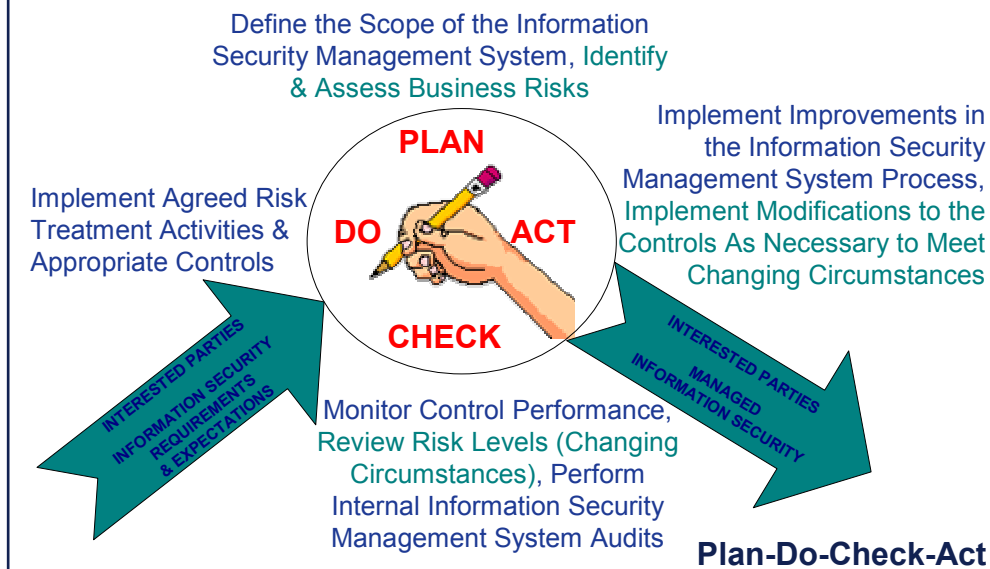 Define the Scope of the Information
Security Management System, Identify
& Assess Business Risks
PLAN
Implement Improvements in
the Information Security
Management System Process,
Implement Modifications to the
Controls As Necessary to Meet
Changing Circumstances
Implement Agreed Risk
Treatment Activities &
Appropriate Controls
DO
ACT
CHECK
INTERESTED PARTIES
INFORMATION SECURITY
REQUIREMENTS
& EXPECTATIONS
INTERESTED PARTIES
MANAGED
INFORMATION SECURITY
Monitor Control Performance,
Review Risk Levels (Changing
Circumstances), Perform
Internal Information Security
Management System Audits
Plan-Do-Check-Act